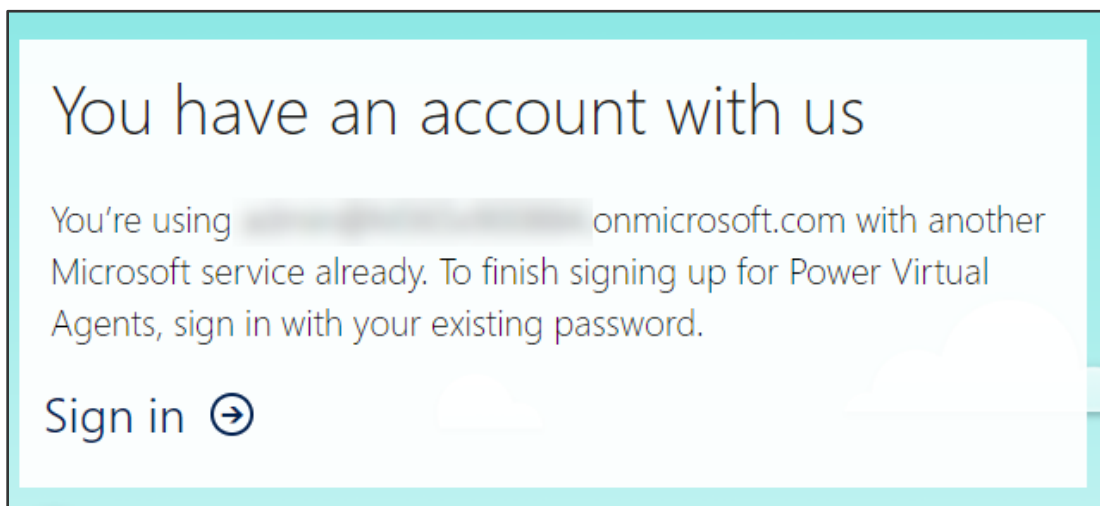 You have an account with us
You’re using onmicrosoft.com with another
Microsoft service already. To finish signing up for Power Virtual
Agents, sign in with your existing password.
Sign in